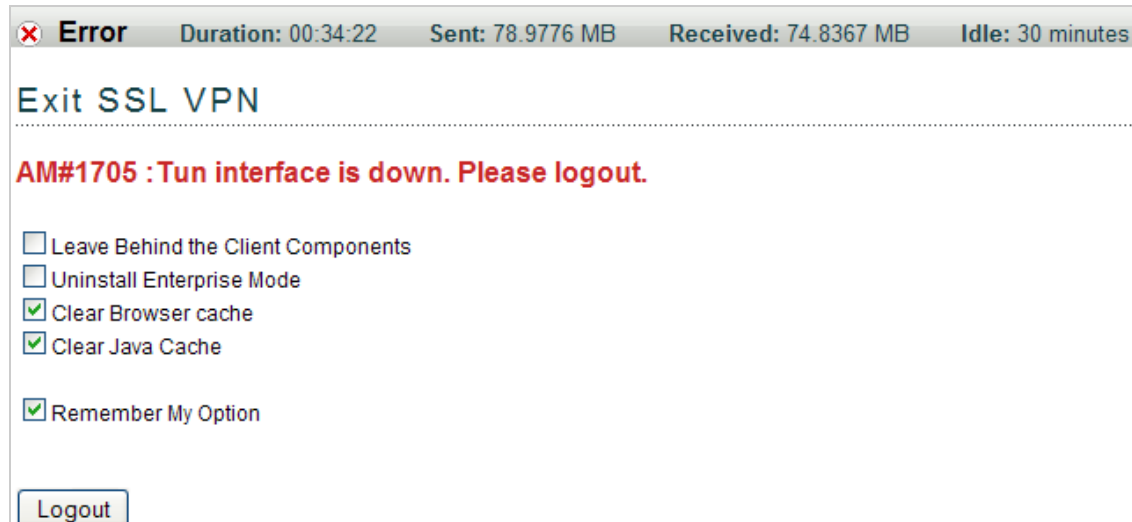 Error Duration: 00:34:22 Sent: 78.9776 MB Received: 74.8367 MB Idle: 30 minutes
Exit SSL VPN
AM#1705 : Tun interface is down. Please logout.
Leave Behind the Client Components
Uninstall Enterprise Mode
Clear Browser cache
Clear Java Cache
Remember My Option
Logout